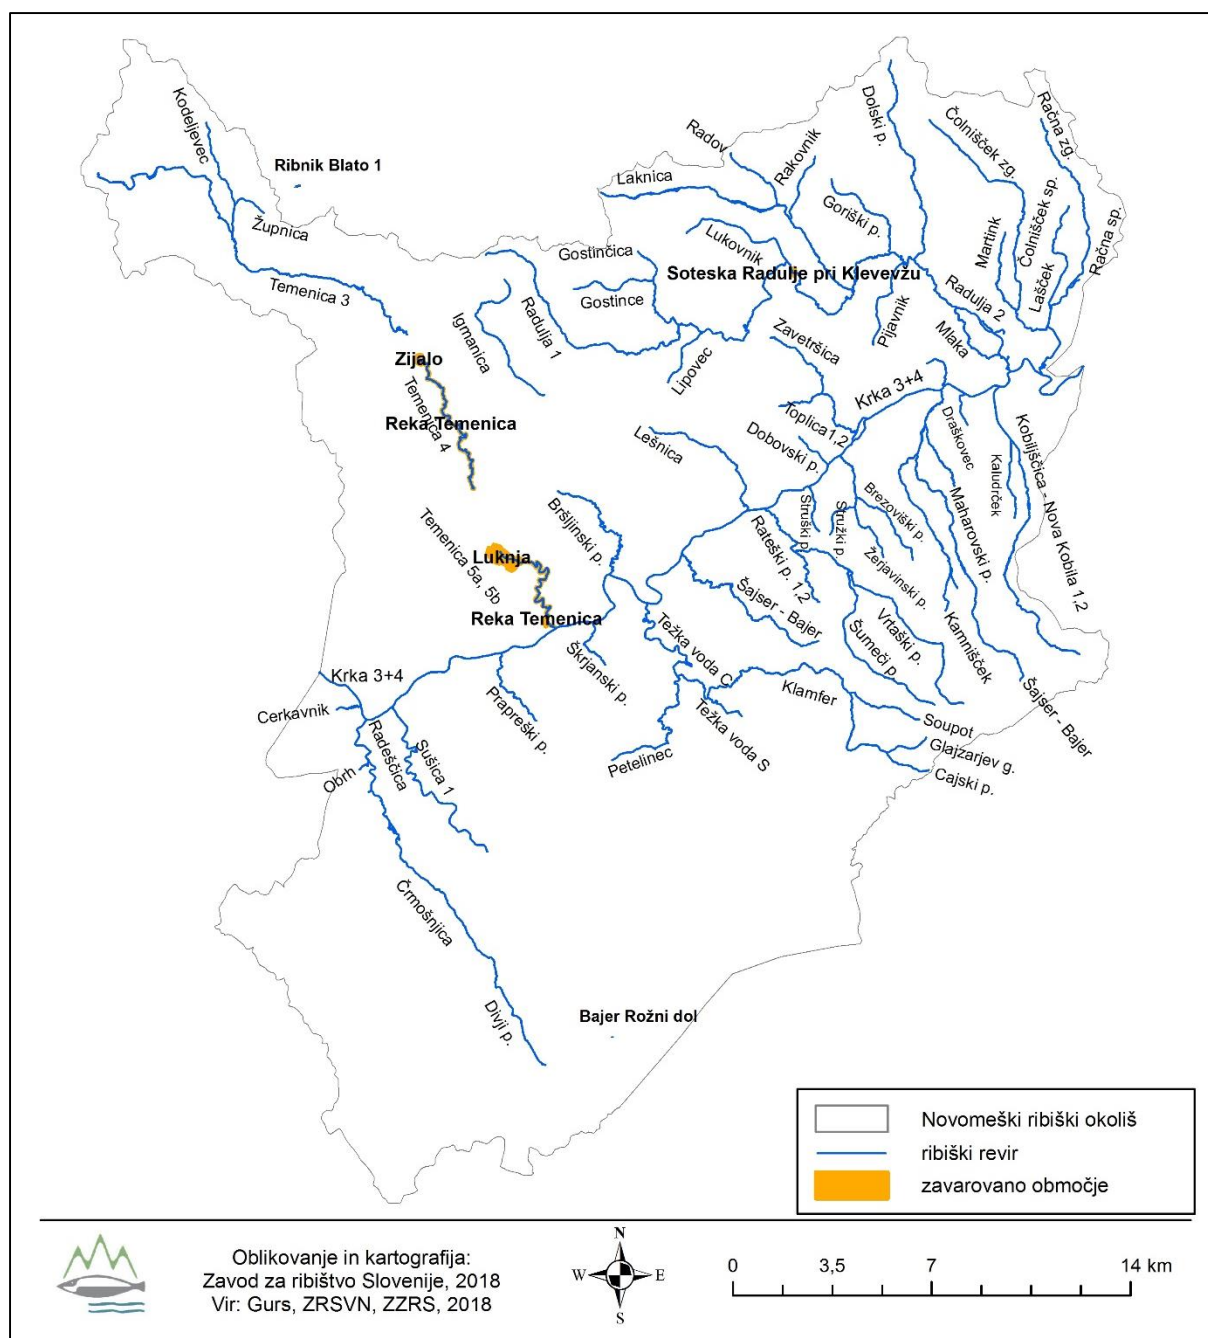 Kodeljevec
Ribnik Blato 1
Županica
Temenica 3
Radov
Laknica
Rakovnik
Dolski p.
Čolnišček zg.
Račna zg.
Goriški p.
Lukovnik
Gostinčica
Gostince
Soteska Radulje pri Klevevžu
Martink
Čolnišček sp.
Lašček
Račna sp.
Igmanica
Radulja 1
Radulja 2
Pijavnik
Mlaka
Lipovec
Zavetršica
Zijalo
Temenica 4
Reka Temenica
Krka 3+4
Toplica 1,2
Dobovski p.
Lešnica
Draškovec
Kaludrček
Kobiljščica - Nova Kobila 1,2
Bršljinski p.
Struški p.
Stružki p.
Brezoviški p.
Maharovski p.
Temenica 5a, 5b
Luknja
Rateški p. 1,2
Žerjavinski p.
Reka Temenica
Šajser - Bajer
Vrtaški p.
Šumeči p.
Kamnišček
Šajser - Bajer
Škrjanski p.
Težka voda C
Krka 3+4
Cerkavnik
Prapreški p.
Klamfer
Težka voda S
Soupot
Glajzarjev g.
Cajski p.
Petelinec
Radeščica
Sušica 1
Obrh
Črmošnjica
Divji p.
Bajer Rožni dol
Novomeški ribiški okoliš
ribiški revir
zavarovano območje
Oblikovanje in kartografija:
Zavod za ribištvo Slovenije, 2018
Vir: Gurs, ZRSVN, ZZRS, 2018
N
W E
S
0 3,5 7 14 km